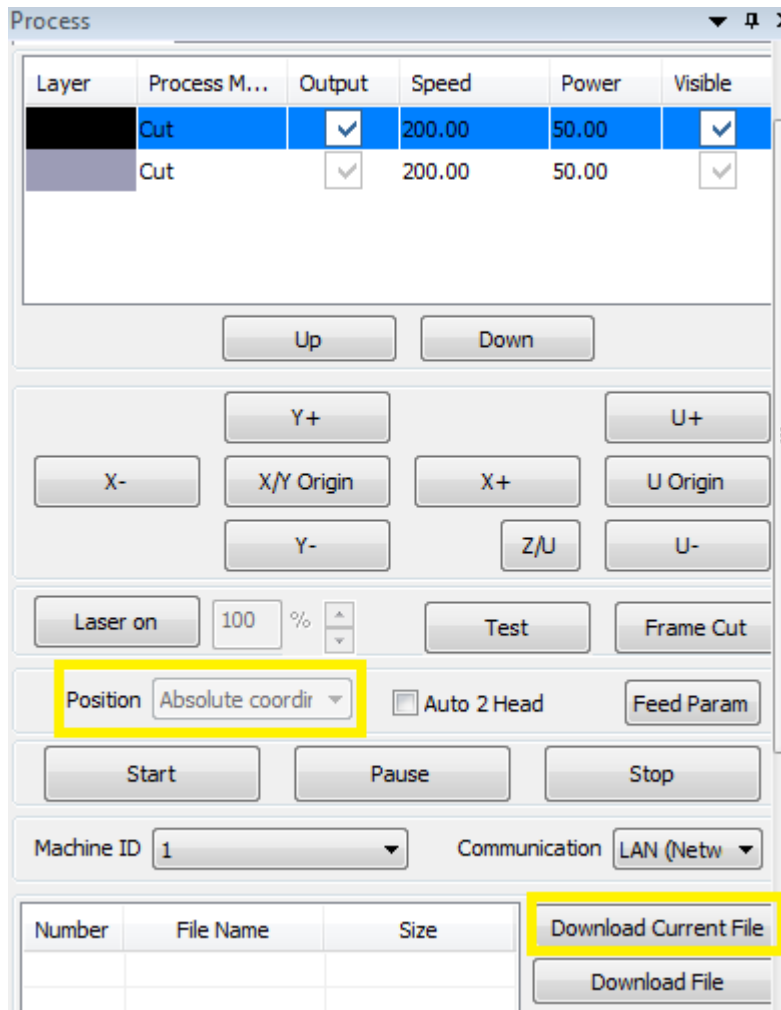 Process
Layer Process M... Output Speed Power Visible
Cut 200.00 50.00
Cut 200.00 50.00
Up Down
Y+ U+
X- X/Y Origin X+ U Origin
Y- Z/U U-
Laser on 100 % Test Frame Cut
Position Absolute coordir Auto 2 Head Feed Param
Start Pause Stop
Machine ID 1 Communication LAN (Netw
Number File Name Size Download Current File
Download File